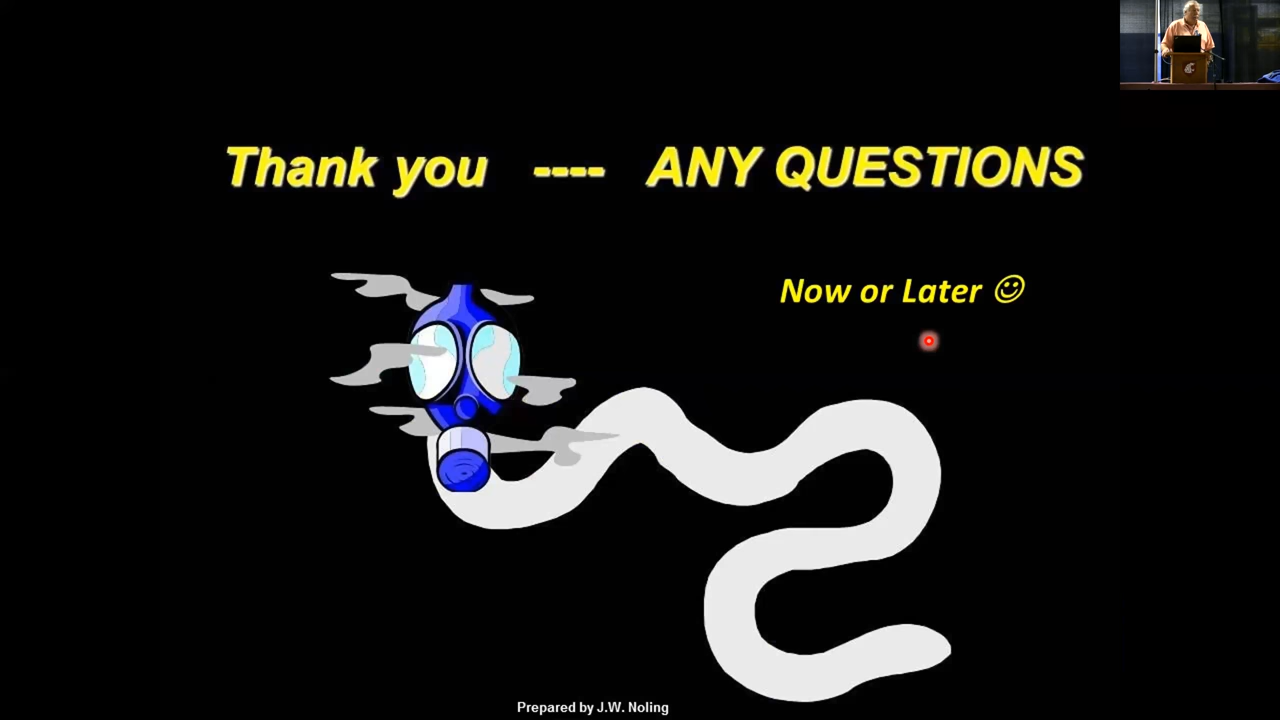 Thank you ---- ANY QUESTIONS
Now or Later ☺
Prepared by J.W. Noling